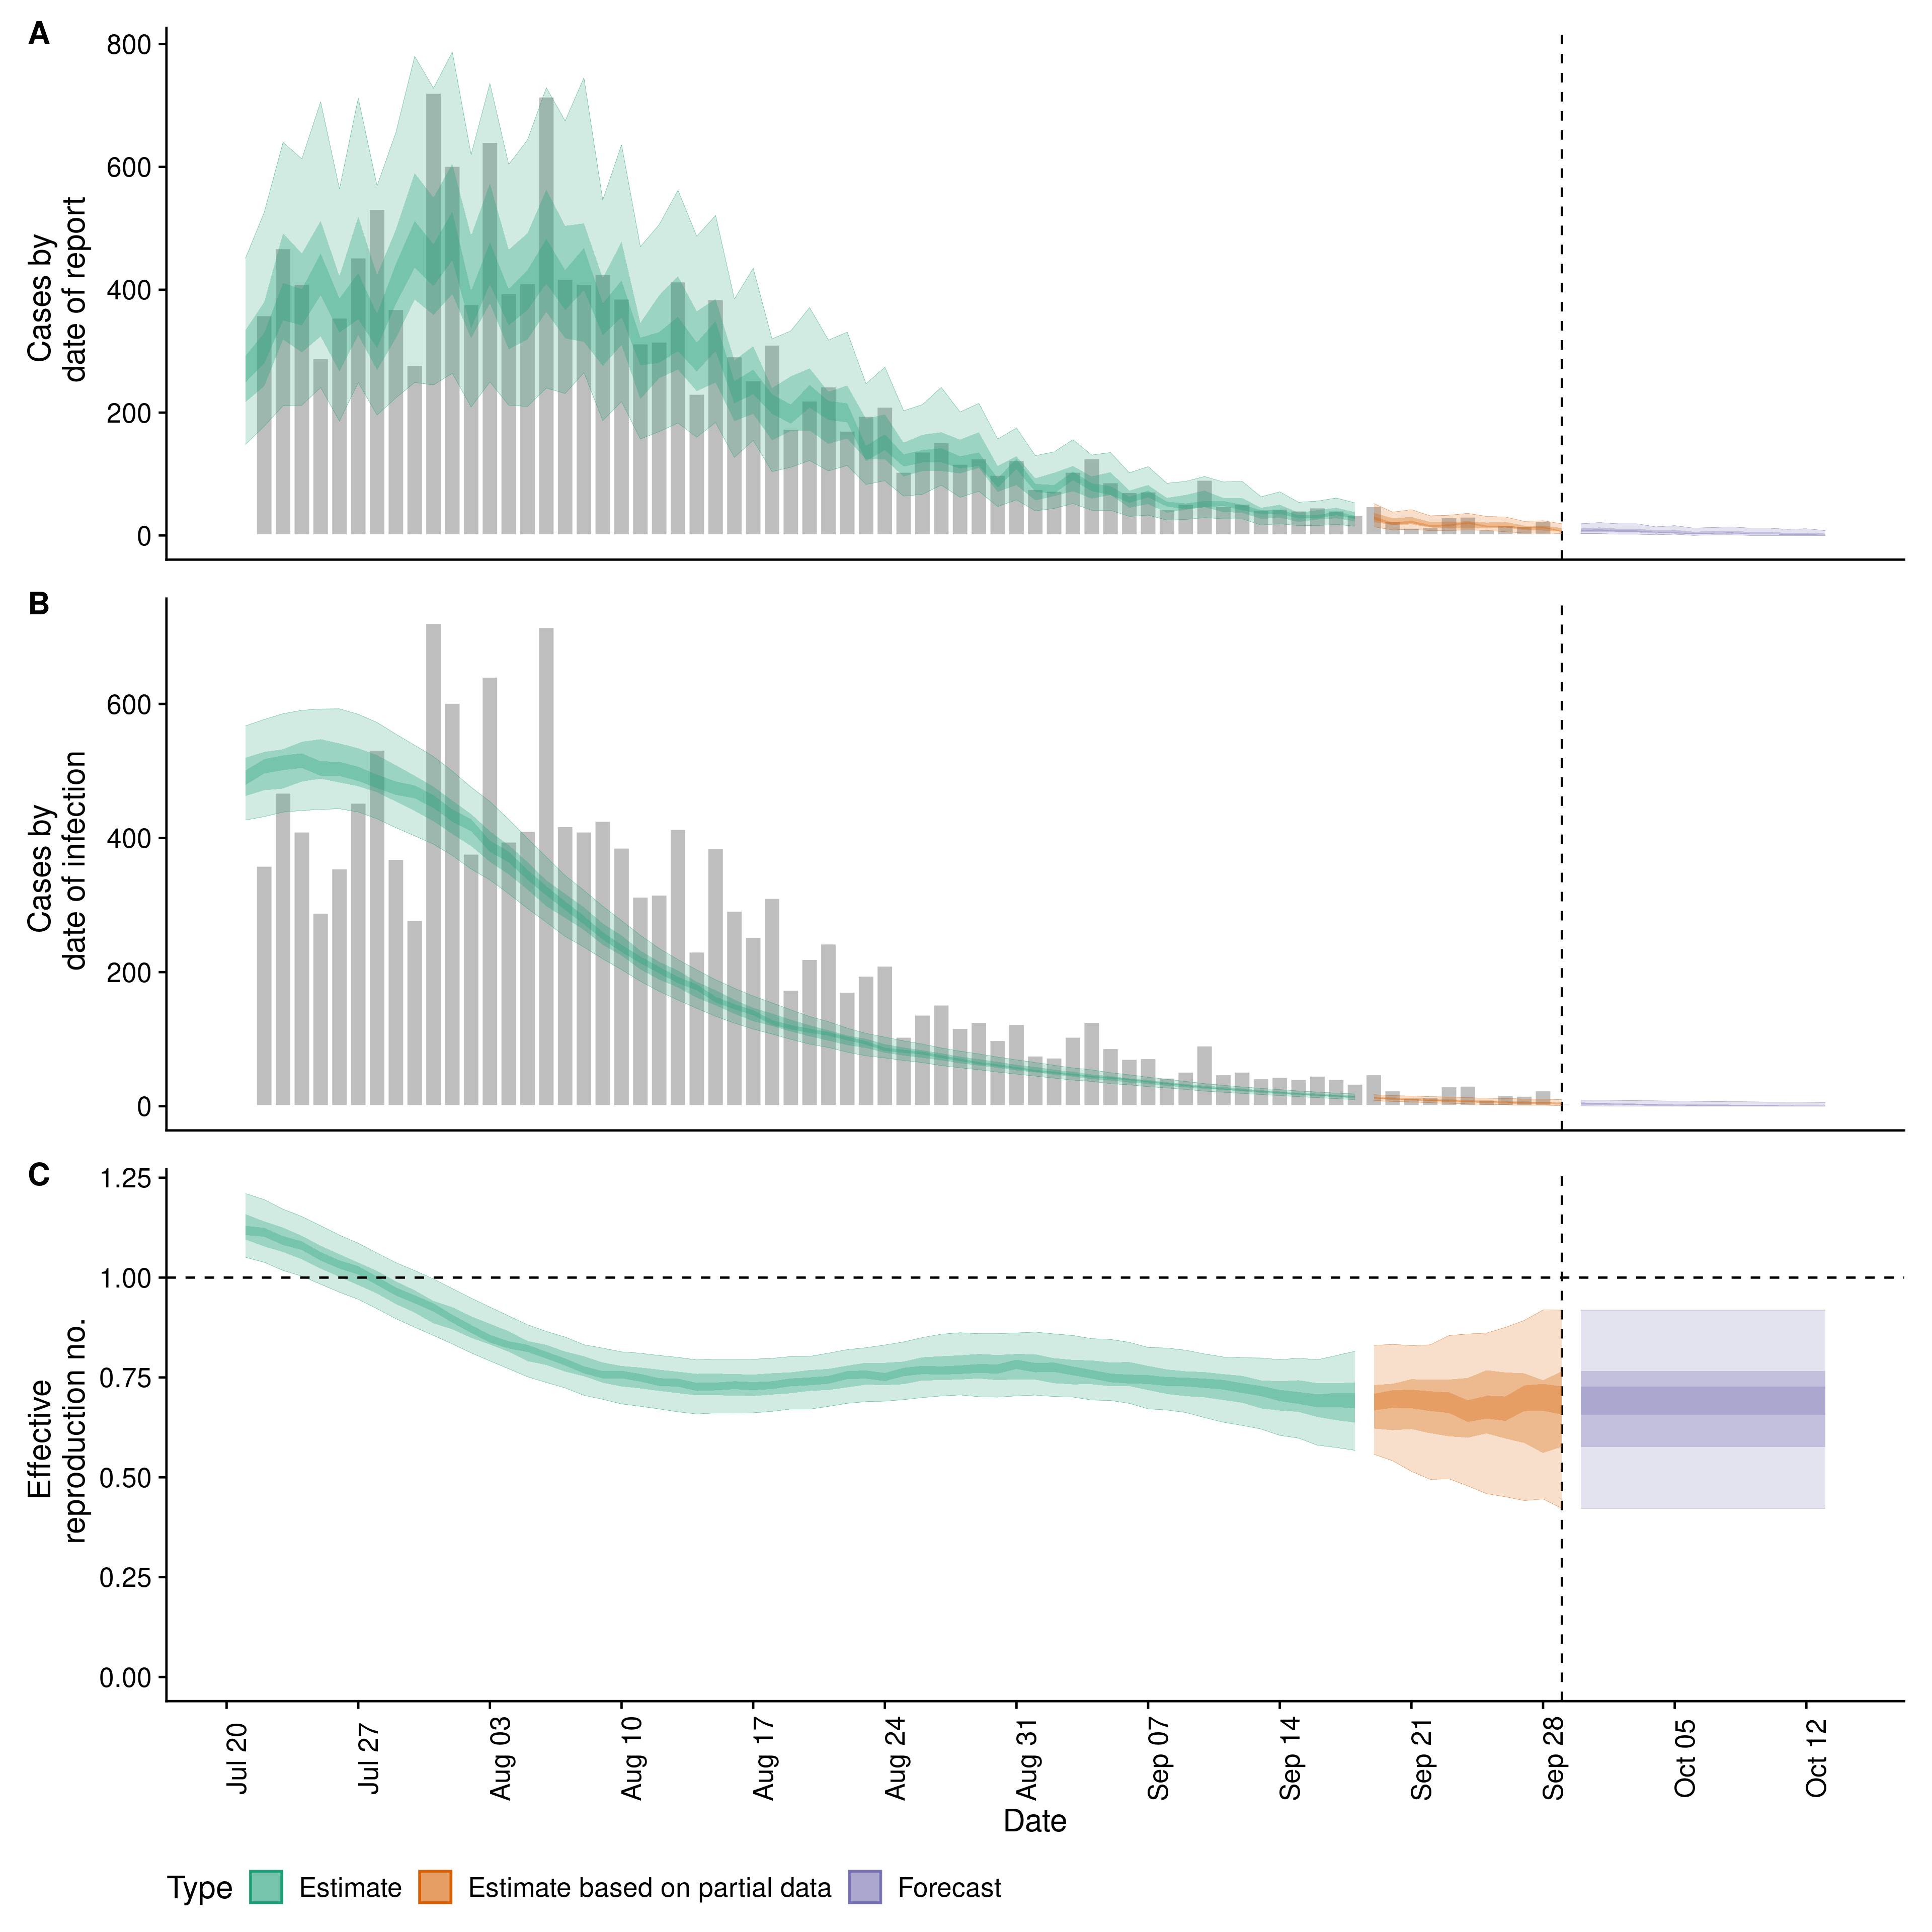 A
800
600
400
200
0
Cases by
date of report
B
600
400
200
0
Cases by
date of infection
C
1.25
1.00
0.75
0.50
0.25
0.00
Effective
reproduction no.
Jul 20
Jul 27
Aug 03
Aug 10
Aug 17
Aug 24
Aug 31
Sep 07
Sep 14
Sep 21
Sep 28
Oct 05
Oct 12
Date
Type
Estimate
Estimate based on partial data
Forecast